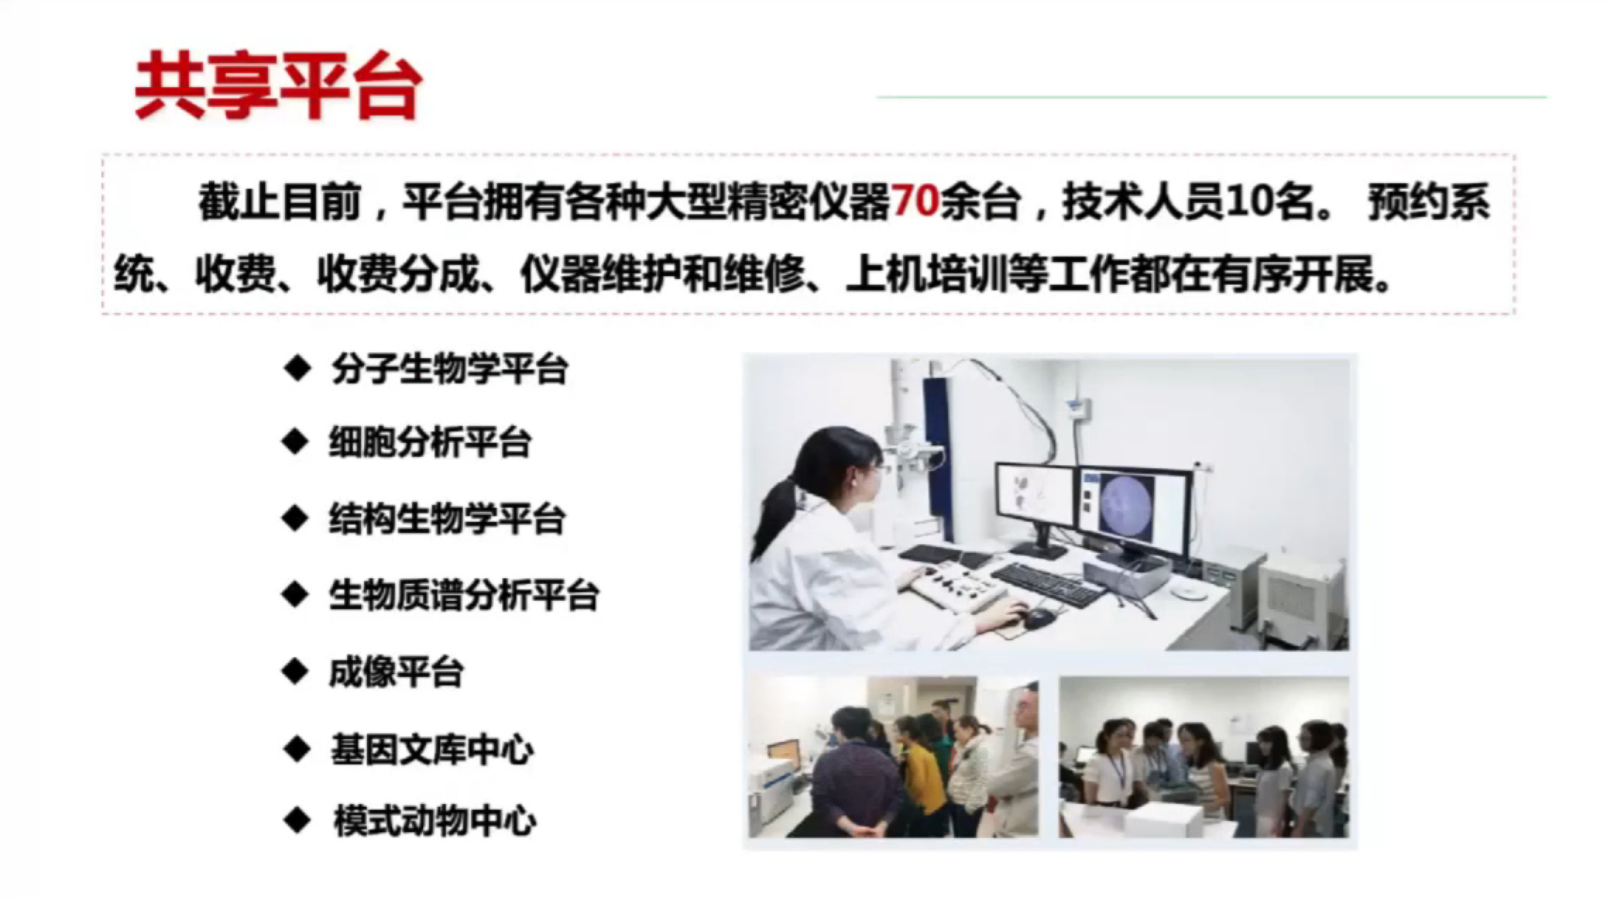 共享平台
截止目前，平台拥有各种大型精密仪器70余台，技术人员10名。 预约系
统、收费、收费分成、仪器维护和维修、上机培训等工作都在有序开展。
◆ 分子生物学平台
◆ 细胞分析平台
◆ 结构生物学平台
◆ 生物质谱分析平台
◆ 成像平台
◆ 基因文库中心
◆ 模式动物中心